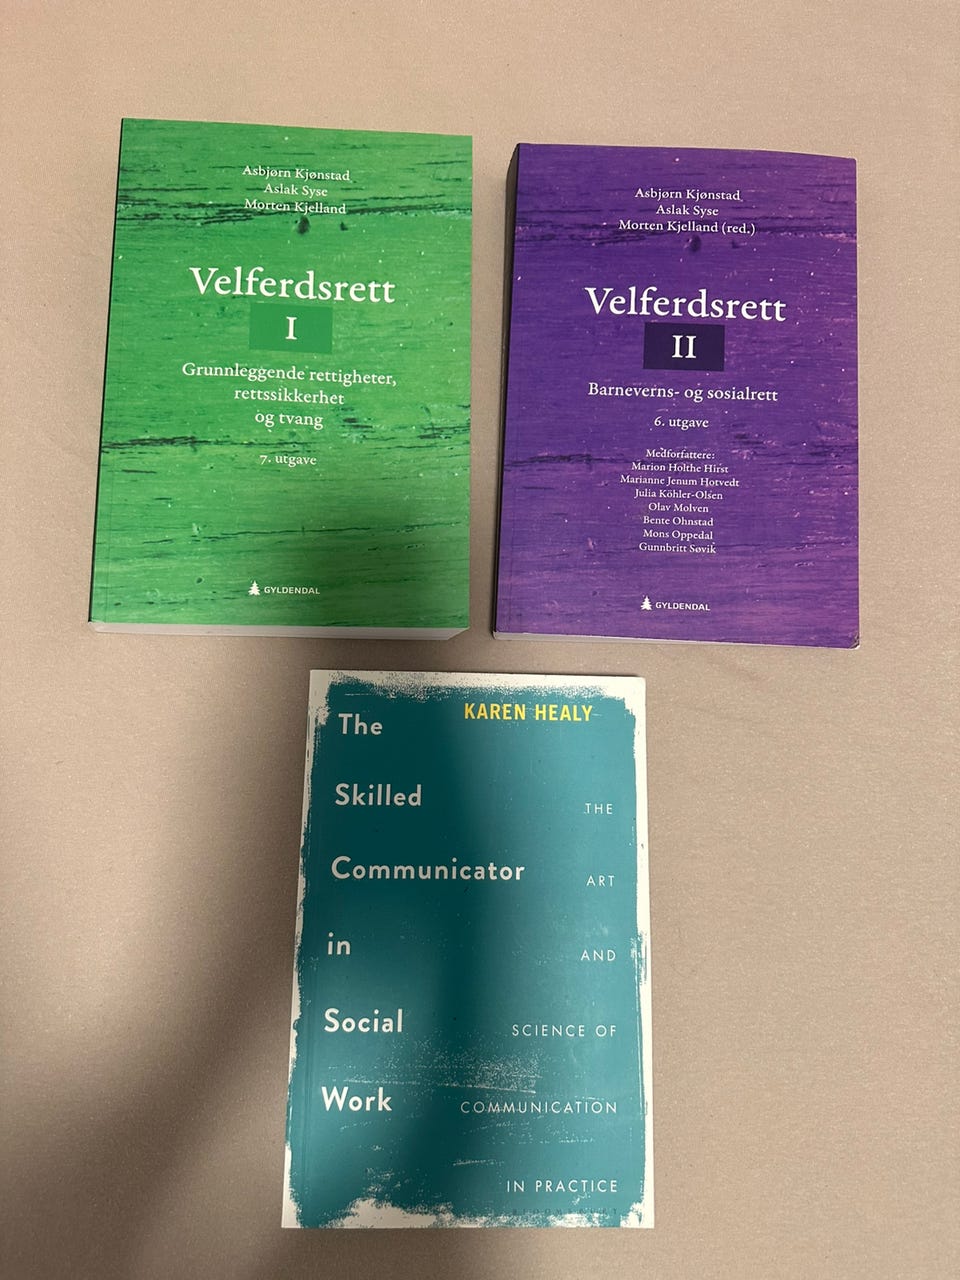 Asbjørn Kjønstad
Aslak Syse
Morten Kjelland
Velferdsrett
I
Grunnleggende rettigheter,
rettssikkerhet
og tvang
7. utgave
GYLDENDAL
Asbjørn Kjønstad
Aslak Syse
Morten Kjelland (red.)
Velferdsrett
II
Barneverns- og sosialrett
6. utgave
Medforfattere:
Marion Holthe Hirst
Marianne Jenum Hotvedt
Julia Köhler-Olsen
Olav Molven
Bente Ohnstad
Mons Oppedal
Gunnbritt Søvik
GYLDENDAL
KAREN HEALY
The
Skilled
Communicator
in
Social
Work
THE
ART
AND
SCIENCE OF
COMMUNICATION
IN PRACTICE
BLOOMSBURY